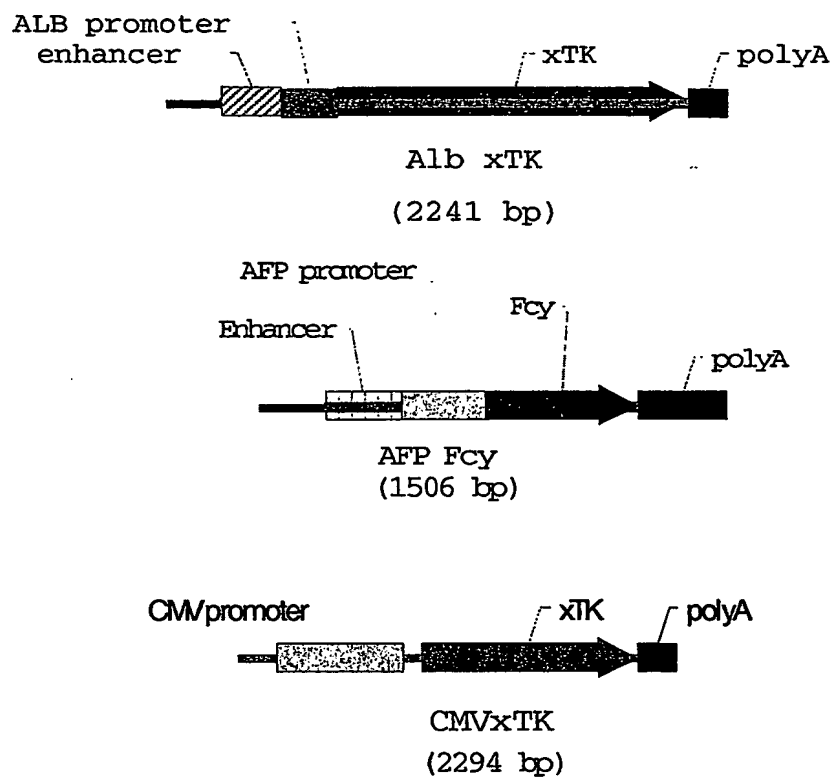 ALB promoter
enhancer
xTK
polyA
Alb xTK
(2241 bp)
AFP promoter
Fcy
Enhancer
polyA
AFP Fcy
(1506 bp)
CMVpromoter
xTK
polyA
CMVxTK
(2294 bp)